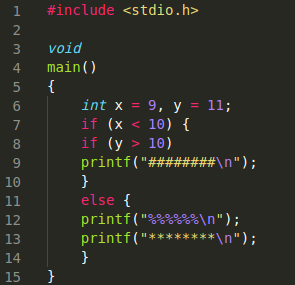 1 #include <stdio.h>
2
3 void
4 main()
5 {
6 int x = 9, y = 11;
7 if (x < 10) {
8 if (y > 10)
9 printf("########\n");
10 }
11 else {
12 printf("%%%%%%\n");
13 printf("********\n");
14 }
15 }